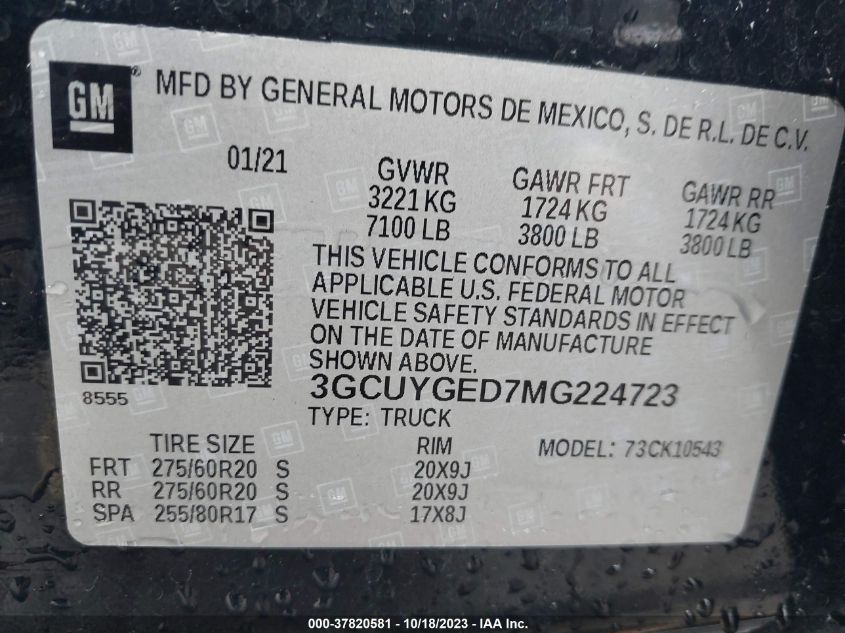 GM ®
MFD BY GENERAL MOTORS DE MEXICO, S. DE R.L. DE C.V.
01/21
GVWR GAWR FRT GAWR RR
3221 KG 1724 KG 1724 KG
7100 LB 3800 LB 3800 LB
THIS VEHICLE CONFORMS TO ALL
APPLICABLE U.S. FEDERAL MOTOR
VEHICLE SAFETY STANDARDS IN EFFECT
ON THE DATE OF MANUFACTURE
SHOWN ABOVE.
8555
3GCUYGED7MG224723
TYPE: TRUCK
TIRE SIZE RIM MODEL: 73CK10543
FRT 275/60R20 S 20X9J
RR 275/60R20 S 20X9J
SPA 255/80R17 S 17X8J
000-37820581 - 10/18/2023 - IAA Inc.